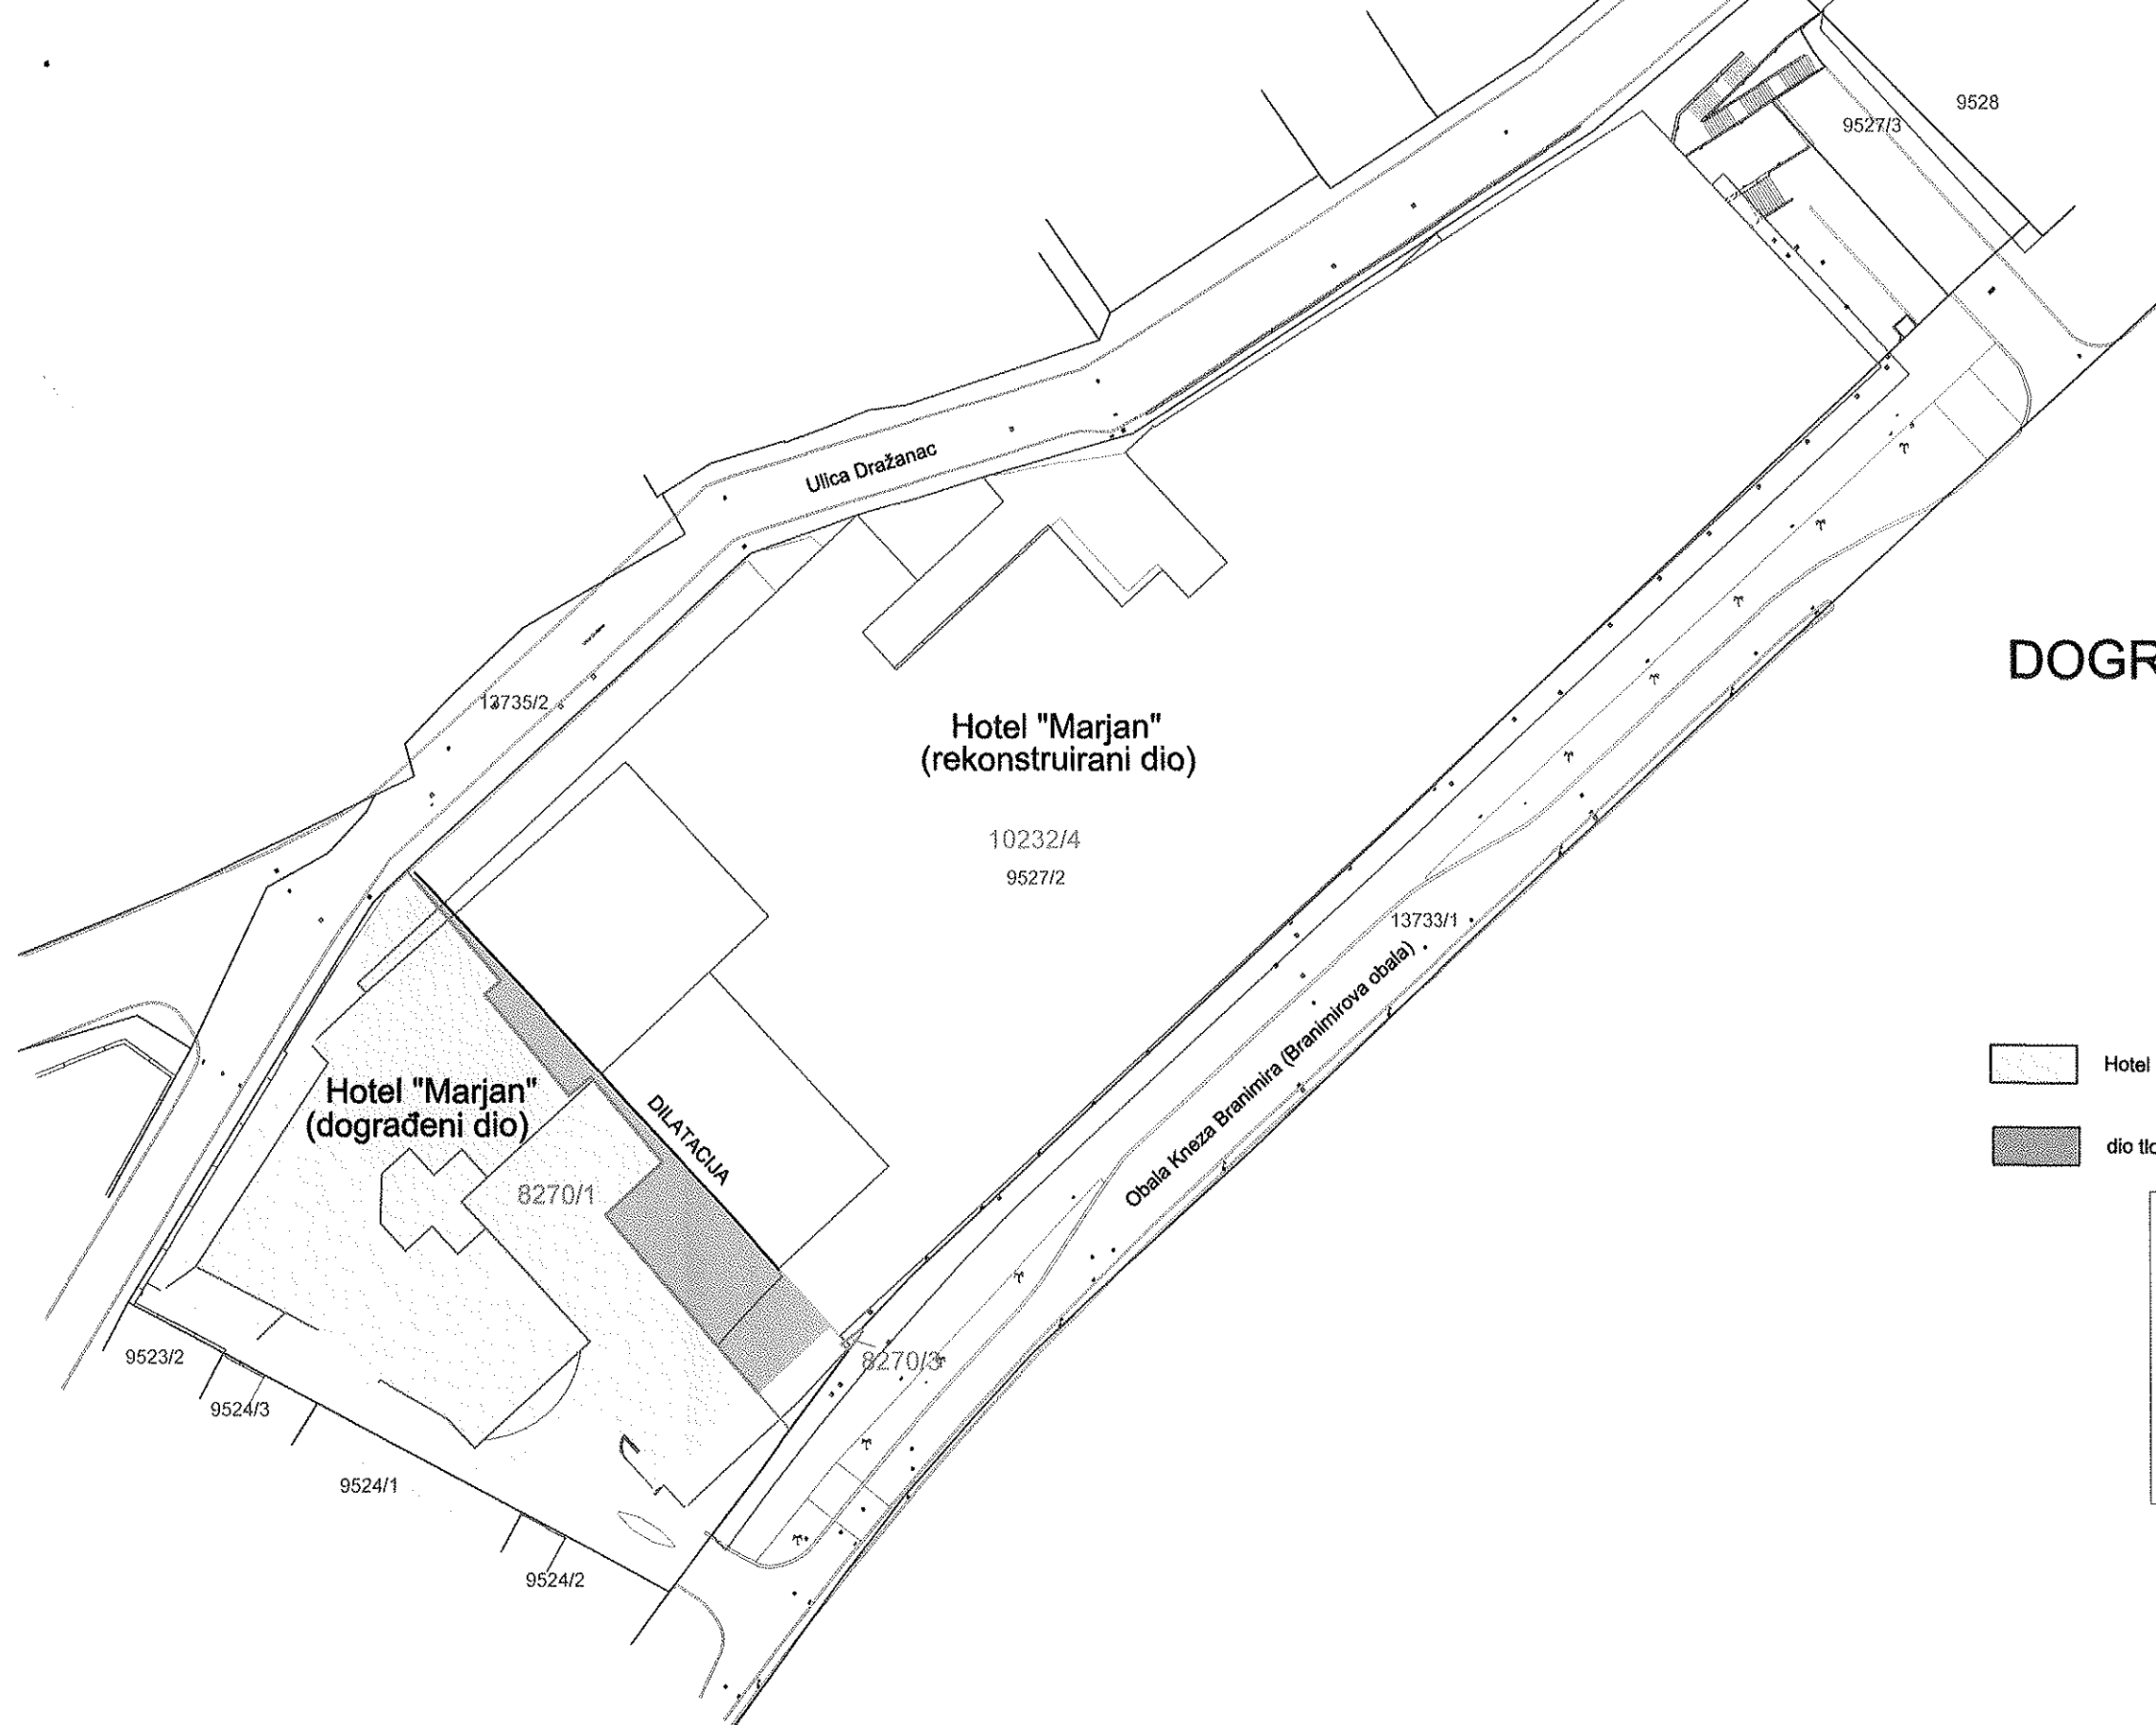 9528
9527/3
Ulica Dražanac
DOGR
13735/2
Hotel "Marjan"
(rekonstruirani dio)
10232/4
9527/2
13733/1
Obala Kneza Branimira (Branimirova obala)
Hotel
Hotel "Marjan"
(dograđeni dio)
DILATACIJA
dio tlo
8270/1
8270/3
9523/2
9524/3
9524/1
9524/2